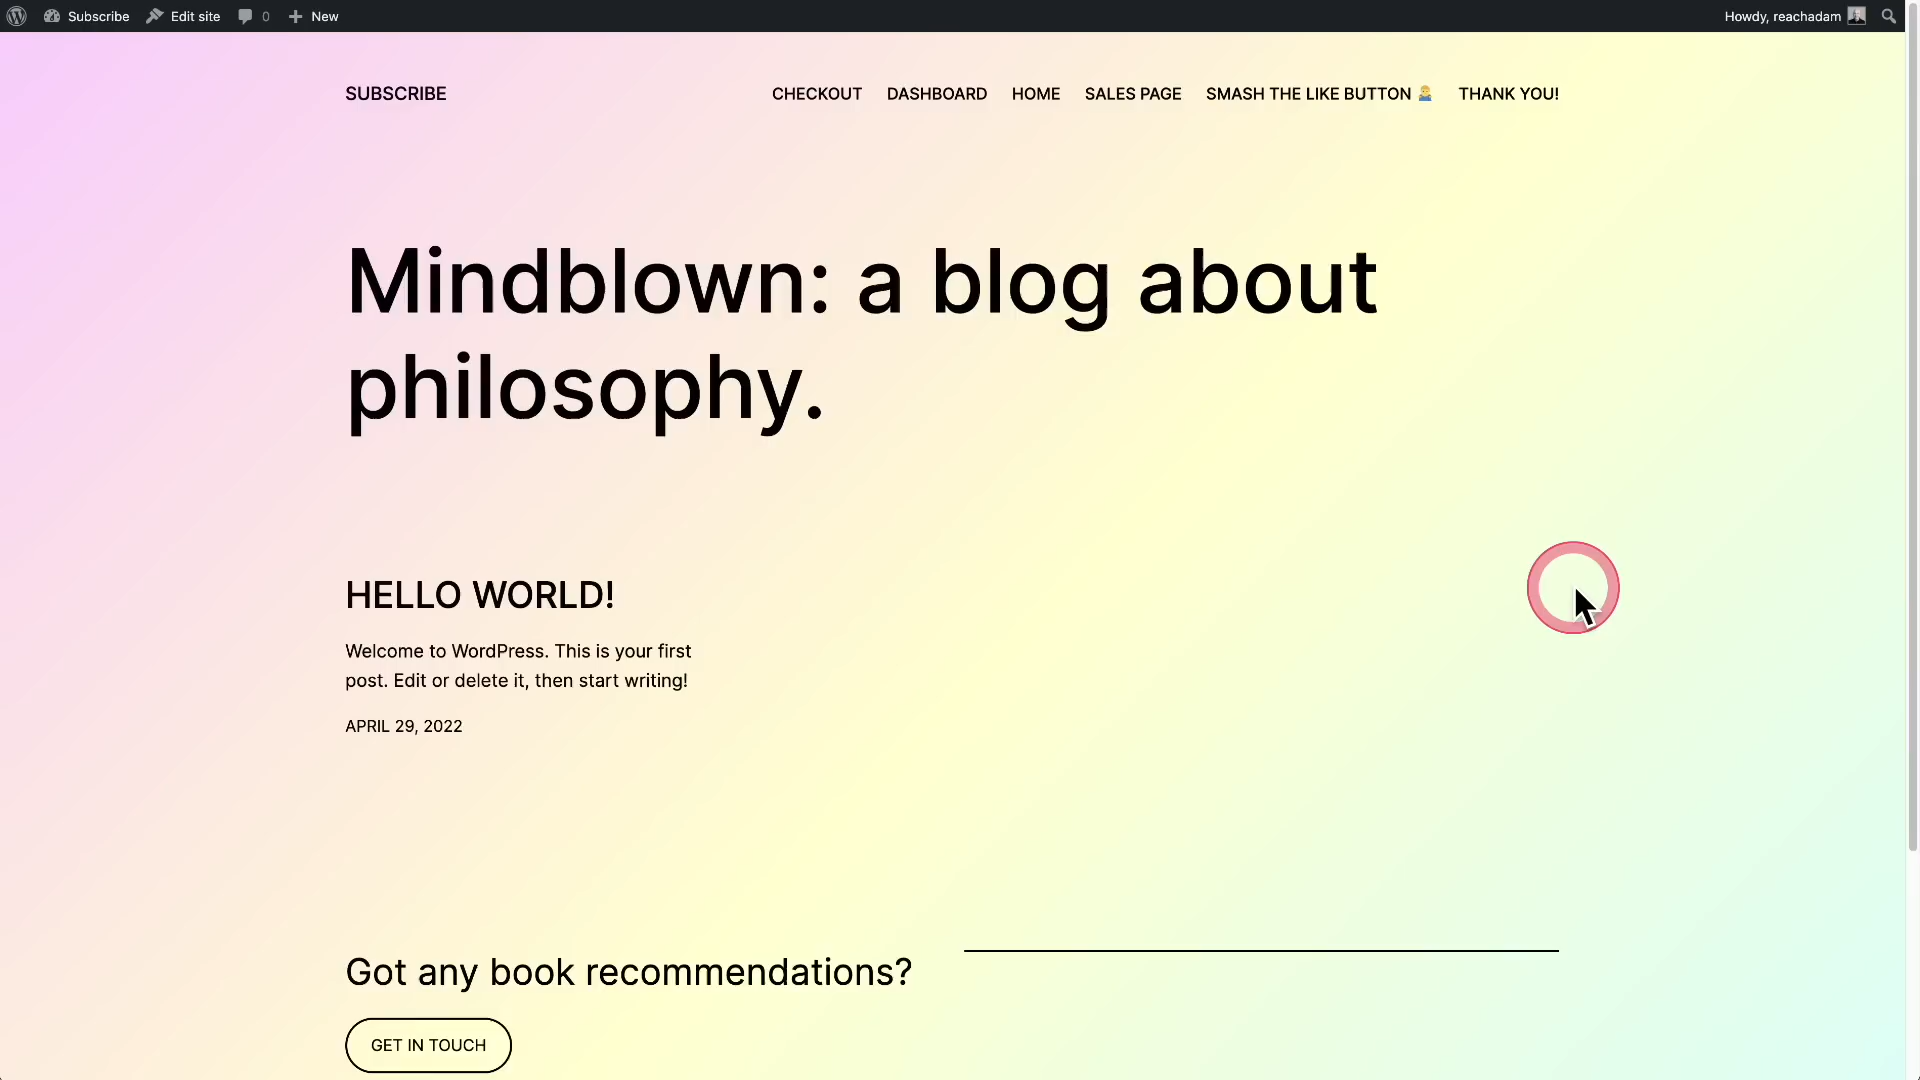 Subscribe Edit site 0 New Howdy, reachadam
SUBSCRIBE CHECKOUT DASHBOARD HOME SALES PAGE SMASH THE LIKE BUTTON 🤷‍♂️ THANK YOU!
Mindblown: a blog about
philosophy.
HELLO WORLD!
Welcome to WordPress. This is your first
post. Edit or delete it, then start writing!
APRIL 29, 2022
Got any book recommendations?
GET IN TOUCH